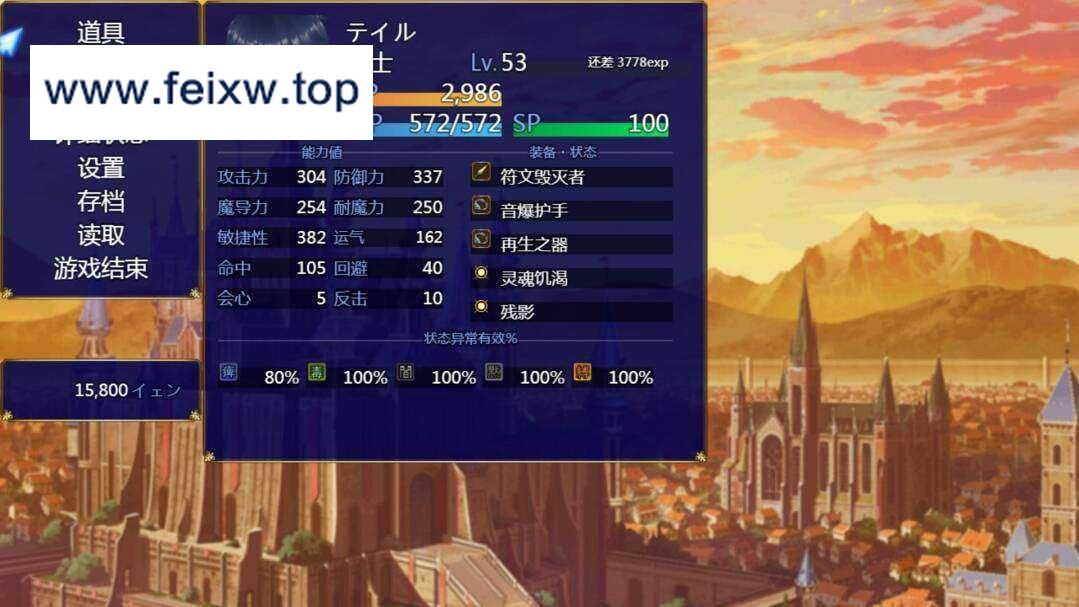 道具
テイル
士
Lv.53
还差 3778exp
www.feixw.top
2,986
572/572
SP 100
设置
存档
读取
游戏结束
能力値
攻击力 304 防御力 337
魔导力 254 耐魔力 250
敏捷性 382 运气 162
命中 105 回避 40
会心 5 反击 10
装备・状态
符文毁灭者
音爆护手
再生之器
灵魂饥渴
残影
状态异常有效%
80% 毒 100% 100% 100% 100%
15,800 イェン